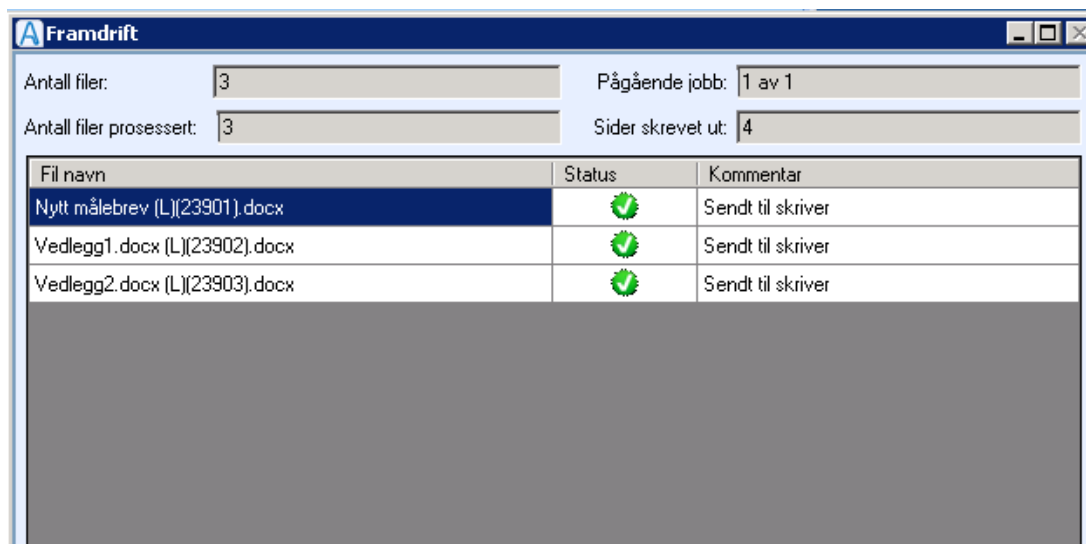 Framdrift
Antall filer: 3 Pågående jobb: 1 av 1
Antall filer prosessert: 3 Sider skrevet ut: 4
Fil navn Status Kommentar
Nytt målebrev (L)(23901).docx Sendt til skriver
Vedlegg1.docx (L)(23902).docx Sendt til skriver
Vedlegg2.docx (L)(23903).docx Sendt til skriver